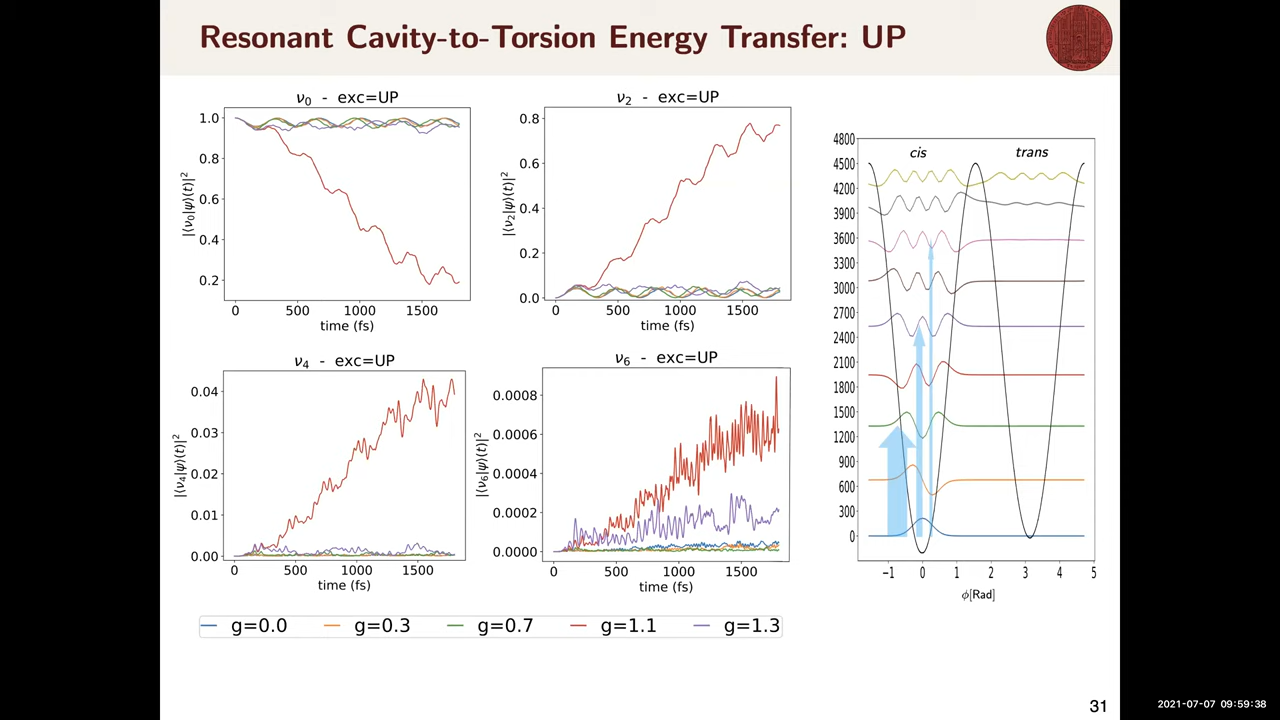 Resonant Cavity-to-Torsion Energy Transfer: UP
ν₀ - exc=UP
|⟨ν₀|ψ⟩(t)|²
1.0
0.8
0.6
0.4
0.2
0 500 1000 1500
time (fs)
ν₂ - exc=UP
|⟨ν₂|ψ⟩(t)|²
0.8
0.6
0.4
0.2
0.0
0 500 1000 1500
time (fs)
ν₄ - exc=UP
|⟨ν₄|ψ⟩(t)|²
0.04
0.03
0.02
0.01
0.00
0 500 1000 1500
time (fs)
ν₆ - exc=UP
|⟨ν₆|ψ⟩(t)|²
0.0008
0.0006
0.0004
0.0002
0.0000
0 500 1000 1500
time (fs)
g=0.0 g=0.3 g=0.7 g=1.1 g=1.3
cis trans
4800
4500
4200
3900
3600
3300
3000
2700
2400
2100
1800
1500
1200
900
600
300
0
−1 0 1 2 3 4 5
ϕ[Rad]
31
2021-07-07 09:59:38